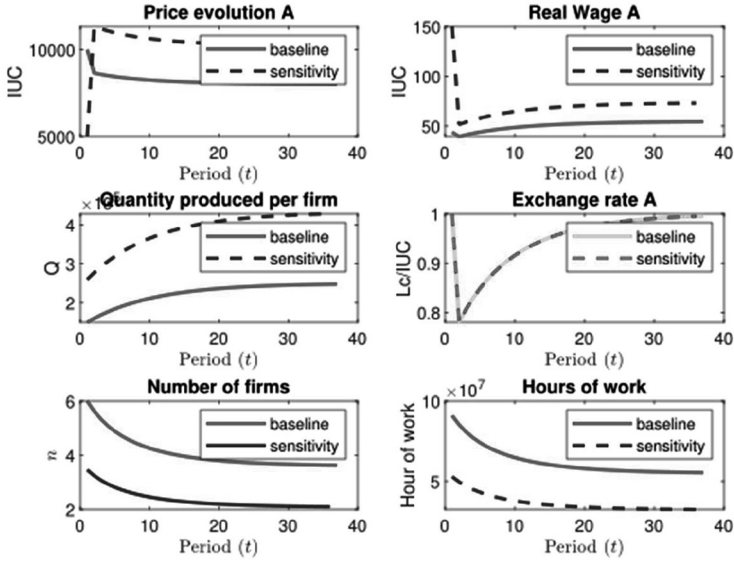 Price evolution A
IUC
10000
5000
baseline
sensitivity
0 10 20 30 40
Period (t)
Real Wage A
IUC
150
100
50
baseline
sensitivity
0 10 20 30 40
Period (t)
Quantity produced per firm
Q
4
3
2
baseline
sensitivity
0 10 20 30 40
Period (t)
Exchange rate A
Lc/IUC
1
0.9
0.8
baseline
sensitivity
0 10 20 30 40
Period (t)
Number of firms
n
6
4
2
baseline
sensitivity
0 10 20 30 40
Period (t)
Hours of work
×10⁷
Hour of work
10
5
baseline
sensitivity
0 10 20 30 40
Period (t)